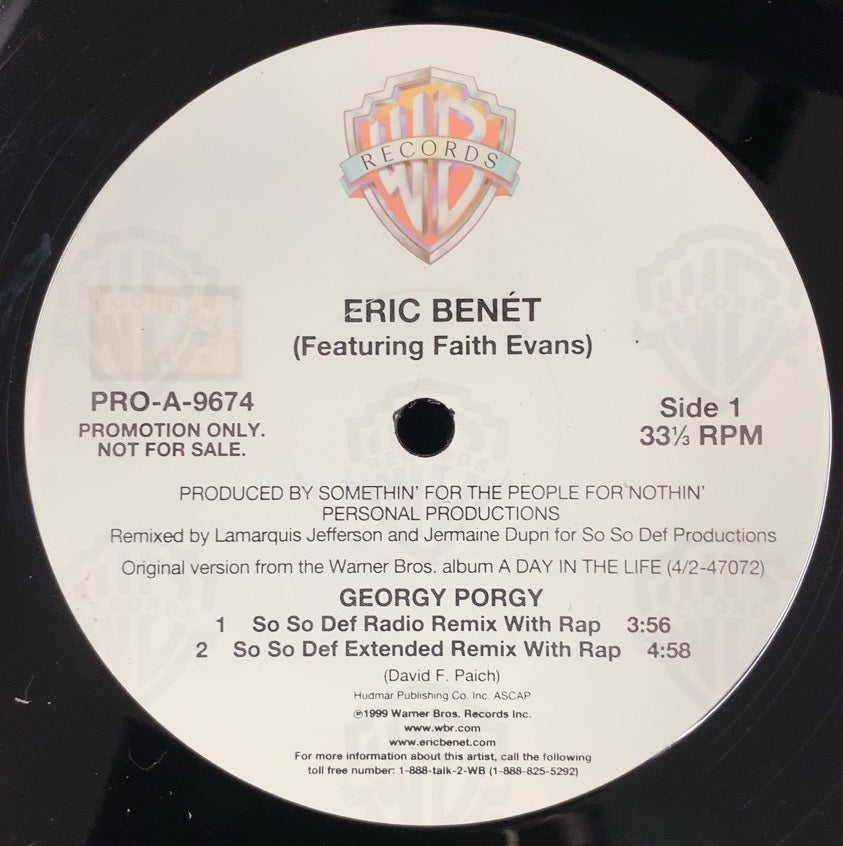 RECORDS
ERIC BENÉT
(Featuring Faith Evans)
PRO-A-9674
PROMOTION ONLY.
NOT FOR SALE.
Side 1
33⅓ RPM
PRODUCED BY SOMETHIN' FOR THE PEOPLE FOR NOTHIN'
PERSONAL PRODUCTIONS
Remixed by Lamarquis Jefferson and Jermaine Dupri for So So Def Productions
Original version from the Warner Bros. album A DAY IN THE LIFE (4/2-47072)
GEORGY PORGY
1 So So Def Radio Remix With Rap 3:56
2 So So Def Extended Remix With Rap 4:58
(David F. Paich)
Hudmar Publishing Co. Inc. ASCAP
℗1999 Warner Bros. Records Inc.
www.wbr.com
www.ericbenet.com
For more information about this artist, call the following
toll free number: 1-888-talk-2-WB (1-888-825-5292)